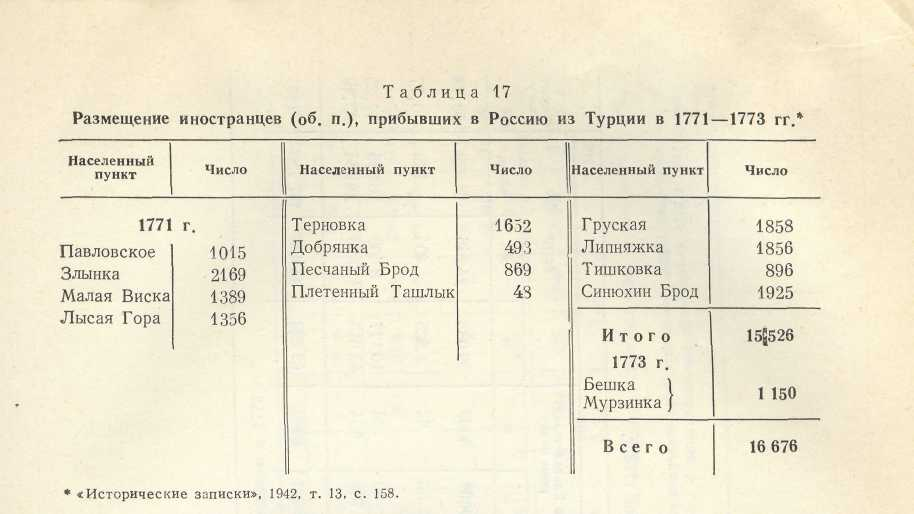 Таблица 17
Размещение иностранцев (об. п.), прибывших в Россию из Турции в 1771—1773 гг.*
Населенный пункт Число Населенный пункт Число Населенный пункт Число
1771 г. Терновка 1652 Груская 1858
Павловское 1015 Добрянка 493 Липняжка 1856
Злынка 2169 Песчаный Брод 869 Тишковка 896
Малая Виска 1389 Плетенный Ташлык 48 Синюхин Брод 1925
Лысая Гора 1356
Итого 15 526
1773 г.
Бешка
Мурзинка } 1 150
Всего 16 676
* «Исторические записки», 1942, т. 13, с. 158.